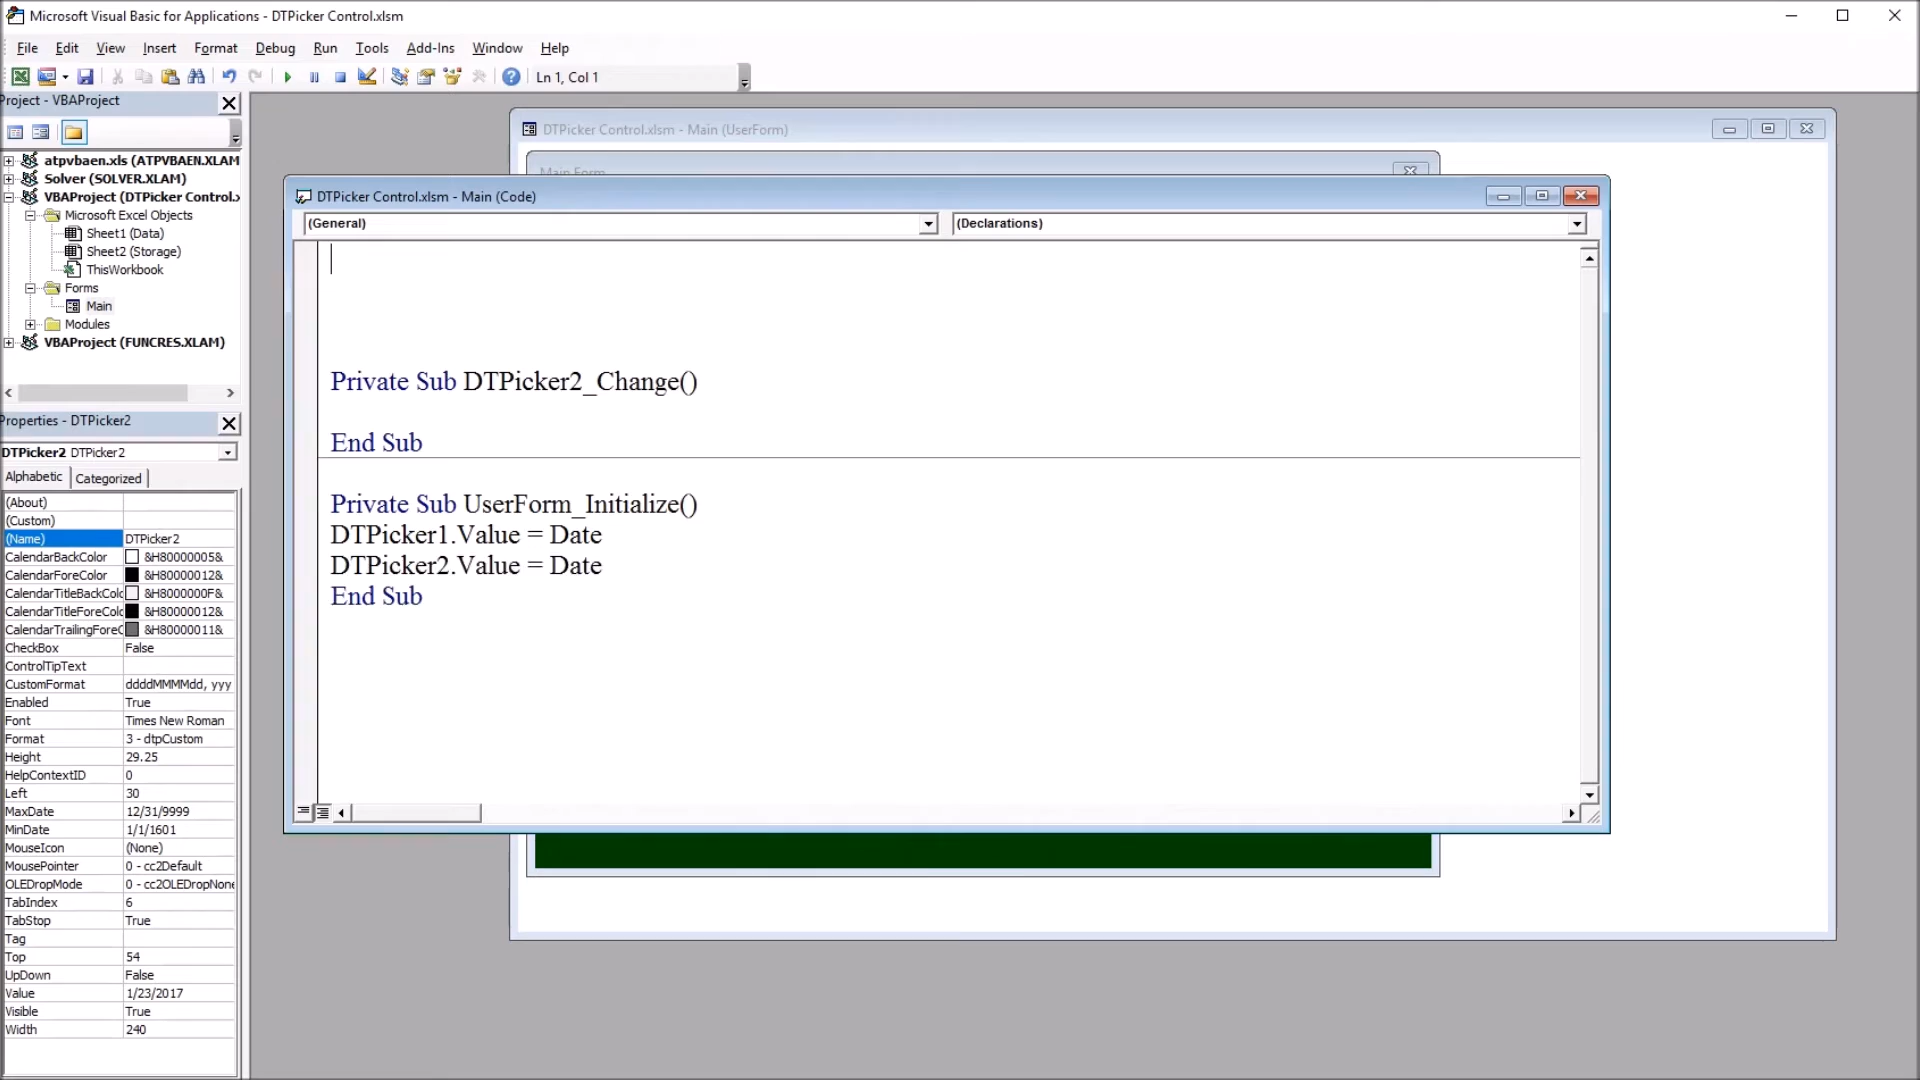 Microsoft Visual Basic for Applications - DTPicker Control.xlsm
File Edit View Insert Format Debug Run Tools Add-Ins Window Help
Ln 1, Col 1
Project - VBAProject
atpvbaen.xls (ATPVBAEN.XLAM
Solver (SOLVER.XLAM)
VBAProject (DTPicker Control.x
Microsoft Excel Objects
Sheet1 (Data)
Sheet2 (Storage)
ThisWorkbook
Forms
Main
Modules
VBAProject (FUNCRES.XLAM)
Properties - DTPicker2
DTPicker2 DTPicker2
Alphabetic Categorized
(About)
(Custom)
(Name) DTPicker2
CalendarBackColor &H80000005&
CalendarForeColor &H80000012&
CalendarTitleBackColo &H8000000F&
CalendarTitleForeColo &H80000012&
CalendarTrailingForeC &H80000011&
CheckBox False
ControlTipText
CustomFormat ddddMMMMdd, yyy
Enabled True
Font Times New Roman
Format 3 - dtpCustom
Height 29.25
HelpContextID 0
Left 30
MaxDate 12/31/9999
MinDate 1/1/1601
MouseIcon (None)
MousePointer 0 - cc2Default
OLEDropMode 0 - cc2OLEDropNone
TabIndex 6
TabStop True
Tag
Top 54
UpDown False
Value 1/23/2017
Visible True
Width 240
DTPicker Control.xlsm - Main (UserForm)
Main Form
DTPicker Control.xlsm - Main (Code)
(General) (Declarations)
Private Sub DTPicker2_Change()
End Sub
Private Sub UserForm_Initialize()
DTPicker1.Value = Date
DTPicker2.Value = Date
End Sub